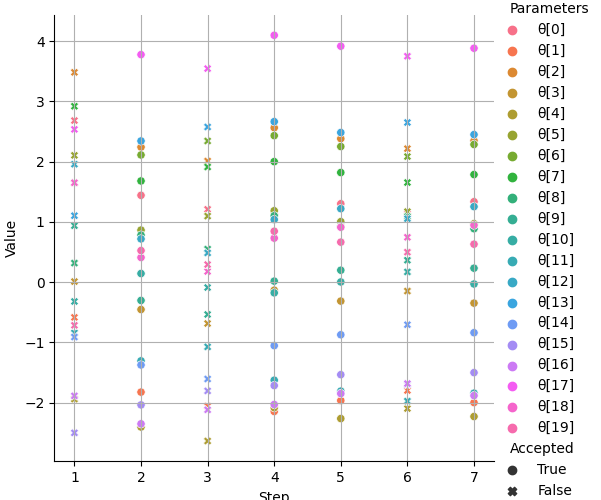 Parameters
θ[0]
θ[1]
θ[2]
θ[3]
θ[4]
θ[5]
θ[6]
θ[7]
θ[8]
θ[9]
θ[10]
θ[11]
θ[12]
θ[13]
θ[14]
θ[15]
θ[16]
θ[17]
θ[18]
θ[19]
Accepted
True
False
Value
4
3
2
1
0
−1
−2
1 2 3 4 5 6 7
Step